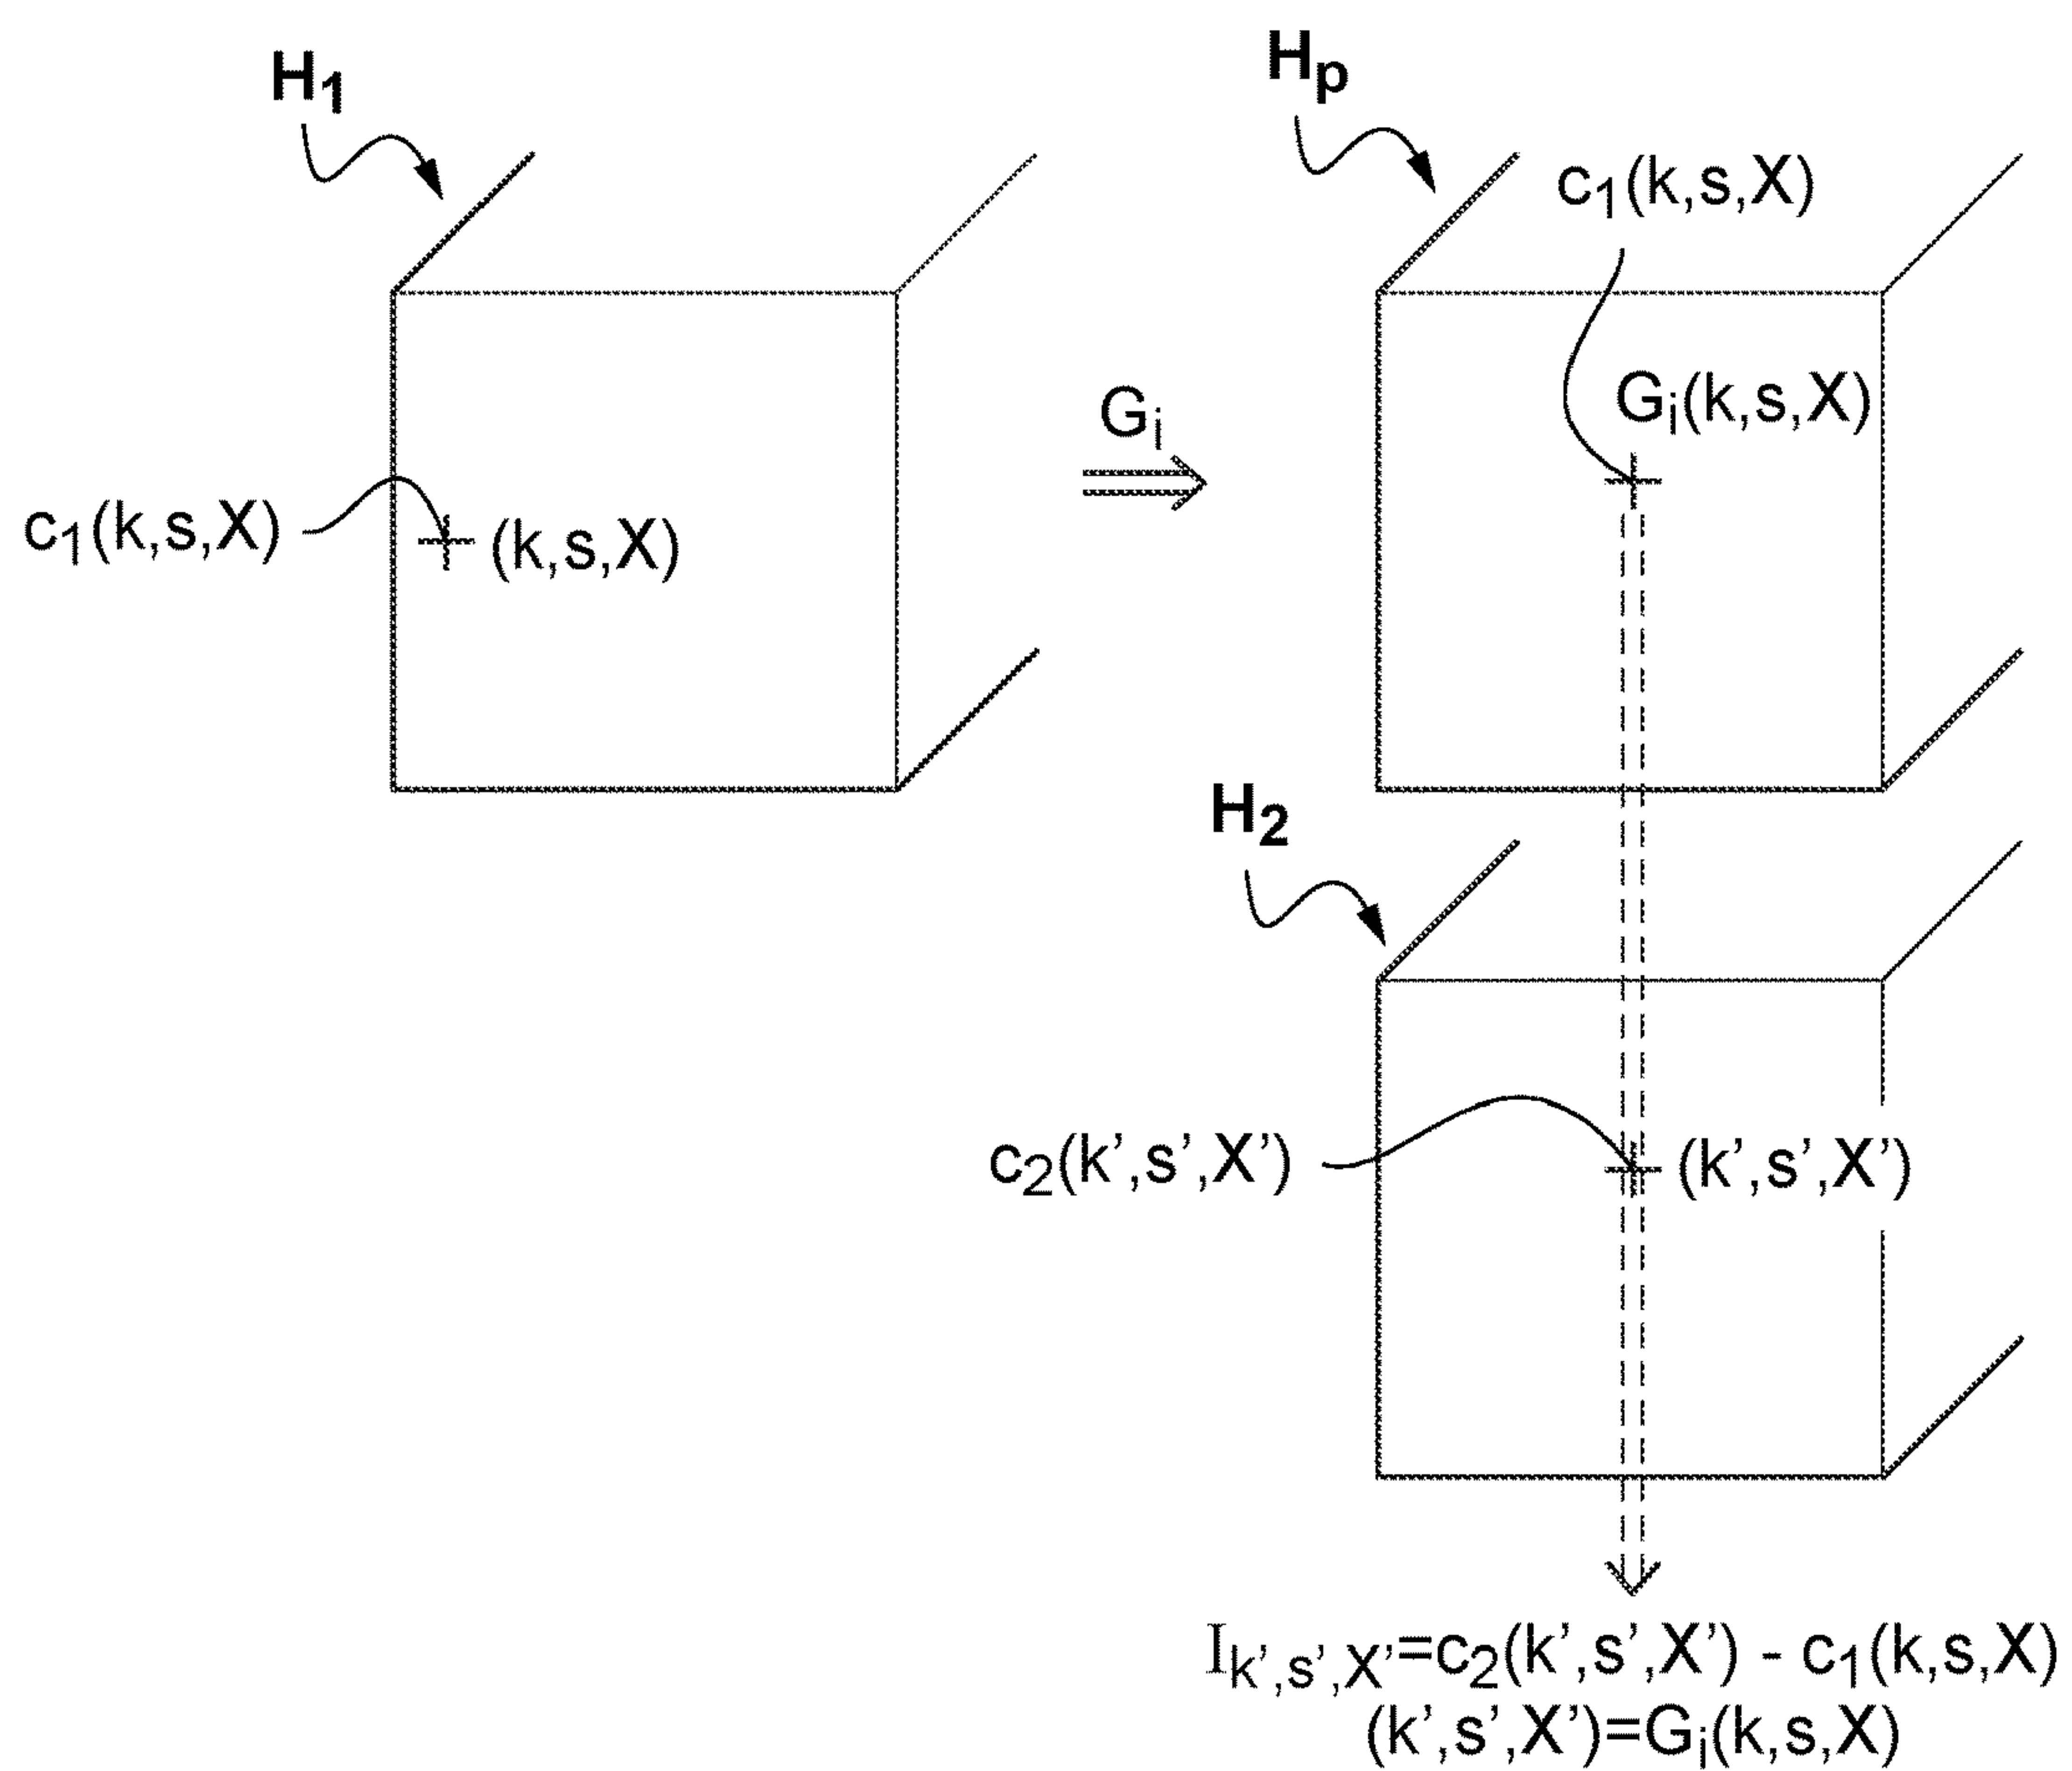 H₁
Hₚ
c₁(k,s,X)
Gᵢ(k,s,X)
Gᵢ
c₁(k,s,X)
(k,s,X)
H₂
c₂(k’,s’,X’)
(k’,s’,X’)
Iₖ’,ₛ’,X’=c₂(k’,s’,X’) - c₁(k,s,X)
(k’,s’,X’)=Gᵢ(k,s,X)